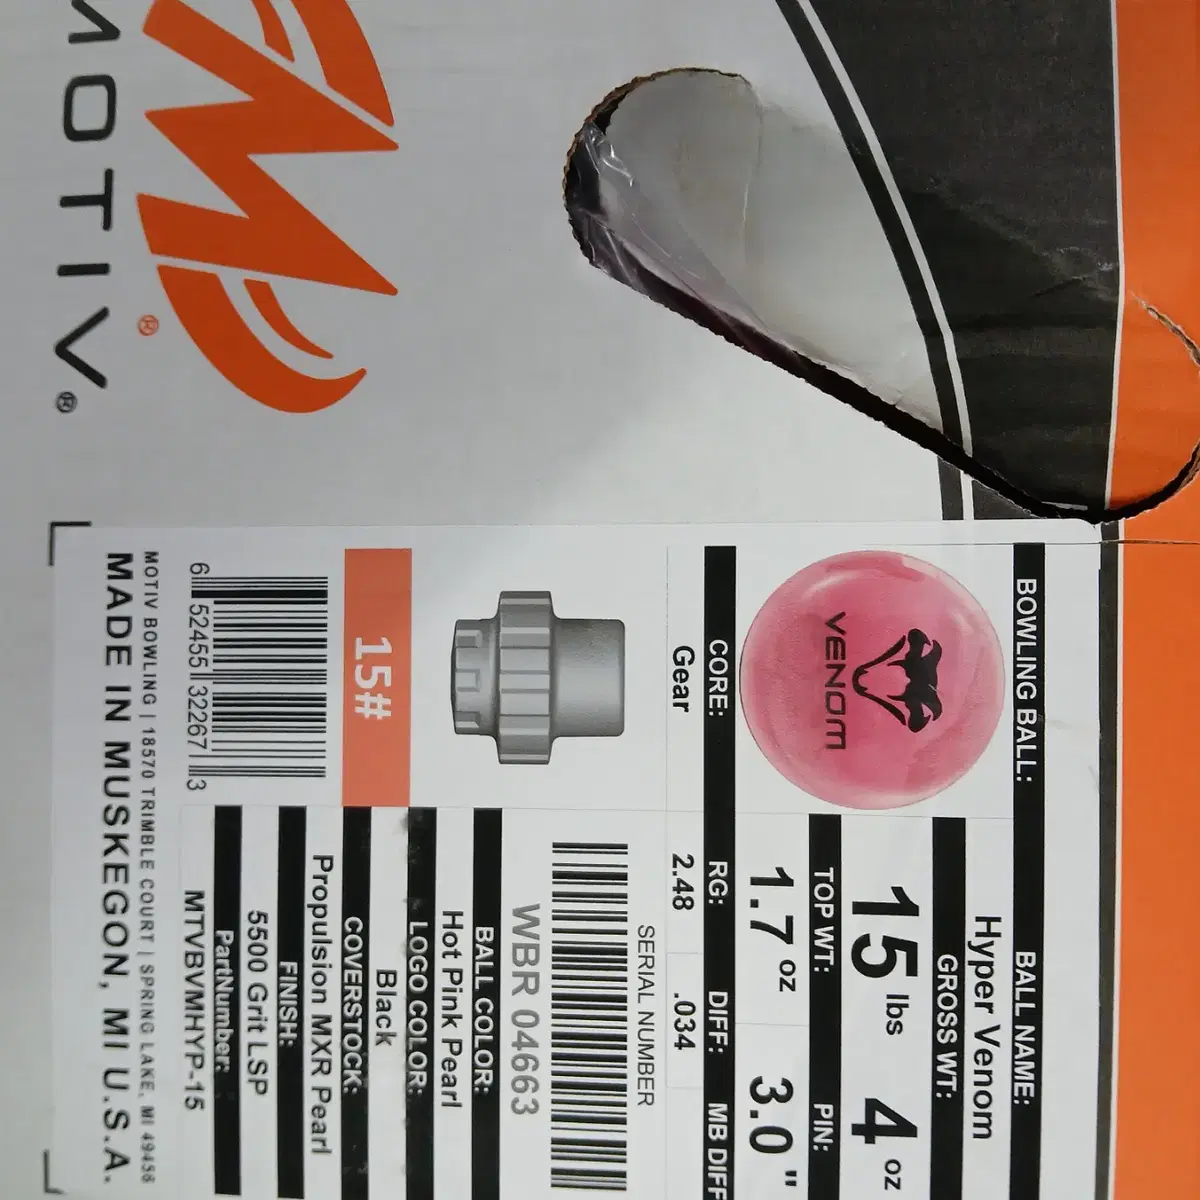 MOTIV®
®
BOWLING BALL:
BALL NAME:
Hyper Venom
GROSS WT:
15 lbs 4 oz
TOP WT:
PIN:
1.7 oz
3.0"
VENOM
CORE:
RG:
DIFF:
MB DIFF
Gear
2.48
.034
SERIAL NUMBER
WBR 04663
BALL COLOR:
Hot Pink Pearl
LOGO COLOR:
Black
COVERSTOCK:
Propulsion MXR Pearl
FINISH:
5500 Grit LSP
PartNumber:
MTVBVMHYP-15
15#
6 52455 32267 3
MOTIV BOWLING | 18570 TRIMBLE COURT | SPRING LAKE, MI 49456
MADE IN MUSKEGON, MI U.S.A.